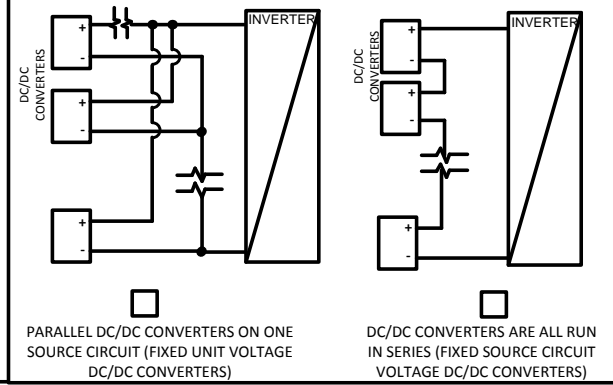 INVERTER
DC/DC
CONVERTERS
+
-
+
-
+
-
PARALLEL DC/DC CONVERTERS ON ONE
SOURCE CIRCUIT (FIXED UNIT VOLTAGE
DC/DC CONVERTERS)
INVERTER
DC/DC
CONVERTERS
+
-
+
-
+
-
DC/DC CONVERTERS ARE ALL RUN
IN SERIES (FIXED SOURCE CIRCUIT
VOLTAGE DC/DC CONVERTERS)